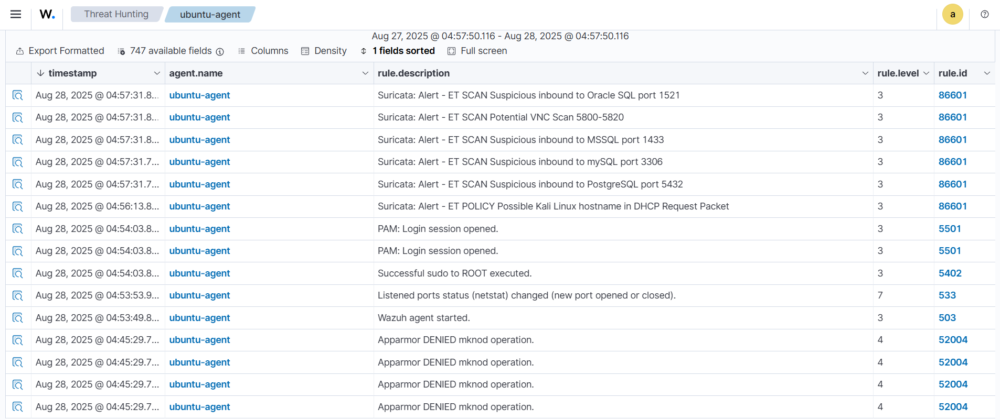 W. Threat Hunting ubuntu-agent a
Aug 27, 2025 @ 04:57:50.116 - Aug 28, 2025 @ 04:57:50.116
Export Formatted 747 available fields Columns Density 1 fields sorted Full screen
timestamp agent.name rule.description rule.level rule.id
Aug 28, 2025 @ 04:57:31.8... ubuntu-agent Suricata: Alert - ET SCAN Suspicious inbound to Oracle SQL port 1521 3 86601
Aug 28, 2025 @ 04:57:31.8... ubuntu-agent Suricata: Alert - ET SCAN Potential VNC Scan 5800-5820 3 86601
Aug 28, 2025 @ 04:57:31.8... ubuntu-agent Suricata: Alert - ET SCAN Suspicious inbound to MSSQL port 1433 3 86601
Aug 28, 2025 @ 04:57:31.7... ubuntu-agent Suricata: Alert - ET SCAN Suspicious inbound to mySQL port 3306 3 86601
Aug 28, 2025 @ 04:57:31.7... ubuntu-agent Suricata: Alert - ET SCAN Suspicious inbound to PostgreSQL port 5432 3 86601
Aug 28, 2025 @ 04:56:13.8... ubuntu-agent Suricata: Alert - ET POLICY Possible Kali Linux hostname in DHCP Request Packet 3 86601
Aug 28, 2025 @ 04:54:03.8... ubuntu-agent PAM: Login session opened. 3 5501
Aug 28, 2025 @ 04:54:03.8... ubuntu-agent PAM: Login session opened. 3 5501
Aug 28, 2025 @ 04:54:03.8... ubuntu-agent Successful sudo to ROOT executed. 3 5402
Aug 28, 2025 @ 04:53:53.9... ubuntu-agent Listened ports status (netstat) changed (new port opened or closed). 7 533
Aug 28, 2025 @ 04:53:49.8... ubuntu-agent Wazuh agent started. 3 503
Aug 28, 2025 @ 04:45:29.7... ubuntu-agent Apparmor DENIED mknod operation. 4 52004
Aug 28, 2025 @ 04:45:29.7... ubuntu-agent Apparmor DENIED mknod operation. 4 52004
Aug 28, 2025 @ 04:45:29.7... ubuntu-agent Apparmor DENIED mknod operation. 4 52004
Aug 28, 2025 @ 04:45:29.7... ubuntu-agent Apparmor DENIED mknod operation. 4 52004